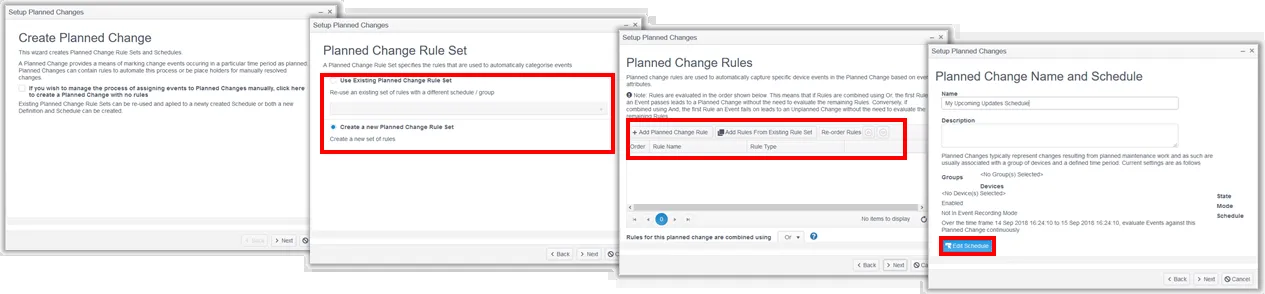 Setup Planned Changes
Create Planned Change
This wizard creates Planned Change Rule Sets and Schedules.
A Planned Change provides a means of marking change events occuring in a particular time period as planned.
Planned Changes can contain rules to automate this process or be place holders for manually resolved
changes.
If you wish to manage the process of assigning events to Planned Changes manually, click here
to create a Planned Change with no rules
Existing Planned Change Rule Sets can be re-used and aplied to a newly created Schedule or both a new
Definition and Schedule can be created.
Back
Next
Setup Planned Changes
Planned Change Rule Set
A Planned Change Rule Set specifies the rules that are used to automatically categorise events
Use Existing Planned Change Rule Set
Re-use an existing set of rules with a different schedule / group
Create a new Planned Change Rule Set
Create a new set of rules
Back
Next
Setup Planned Changes
Planned Change Rules
Planned change rules are used to automatically capture specific device events in the Planned Change based on event
attributes.
Note: Rules are evaluated in the order shown below. This means that if Rules are combined using Or, the first Rule
an Event passes leads to a Planned Change without the need to evaluate the remaining Rules. Conversely, if
combined using And, the first Rule an Event fails on leads to an Unplanned Change without the need to evaluate the
remaining Rules
Add Planned Change Rule
Add Rules From Existing Rule Set
Re-order Rules
Order
Rule Name
Rule Type
0
No items to display
Rules for this planned change are combined using
Or
Back
Next
Setup Planned Changes
Planned Change Name and Schedule
Name
My Upcoming Updates Schedule
Description
Planned Changes typically represent changes resulting from planned maintenance work and as such are
usually associated with a group of devices and a defined time period. Current settings are as follows
Groups
<No Group(s) Selected>
Devices
<No Device(s) Selected>
State
Enabled
Mode
Not In Event Recording Mode
Schedule
Over the time frame 14 Sep 2018 16:24:10 to 15 Sep 2018 16:24:10, evaluate Events against this
Planned Change continuously
Edit Schedule
Back
Next
Cancel